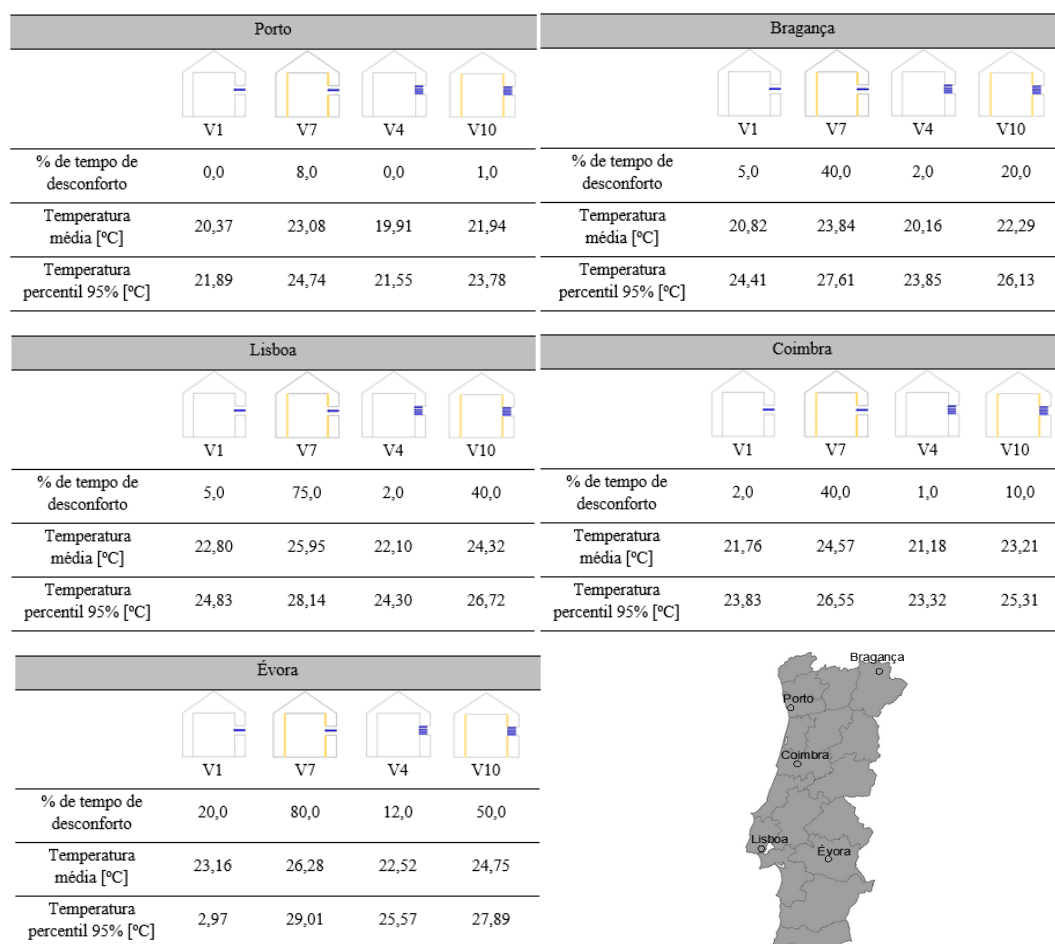 Porto
V1 V7 V4 V10
% de tempo de
desconforto
0,0 8,0 0,0 1,0
Temperatura
média [ºC]
20,37 23,08 19,91 21,94
Temperatura
percentil 95% [ºC]
21,89 24,74 21,55 23,78
Bragança
V1 V7 V4 V10
% de tempo de
desconforto
5,0 40,0 2,0 20,0
Temperatura
média [ºC]
20,82 23,84 20,16 22,29
Temperatura
percentil 95% [ºC]
24,41 27,61 23,85 26,13
Lisboa
V1 V7 V4 V10
% de tempo de
desconforto
5,0 75,0 2,0 40,0
Temperatura
média [ºC]
22,80 25,95 22,10 24,32
Temperatura
percentil 95% [ºC]
24,83 28,14 24,30 26,72
Coimbra
V1 V7 V4 V10
% de tempo de
desconforto
2,0 40,0 1,0 10,0
Temperatura
média [ºC]
21,76 24,57 21,18 23,21
Temperatura
percentil 95% [ºC]
23,83 26,55 23,32 25,31
Évora
V1 V7 V4 V10
% de tempo de
desconforto
20,0 80,0 12,0 50,0
Temperatura
média [ºC]
23,16 26,28 22,52 24,75
Temperatura
percentil 95% [ºC]
2,97 29,01 25,57 27,89
Bragança
Porto
Coimbra
Lisboa
Évora